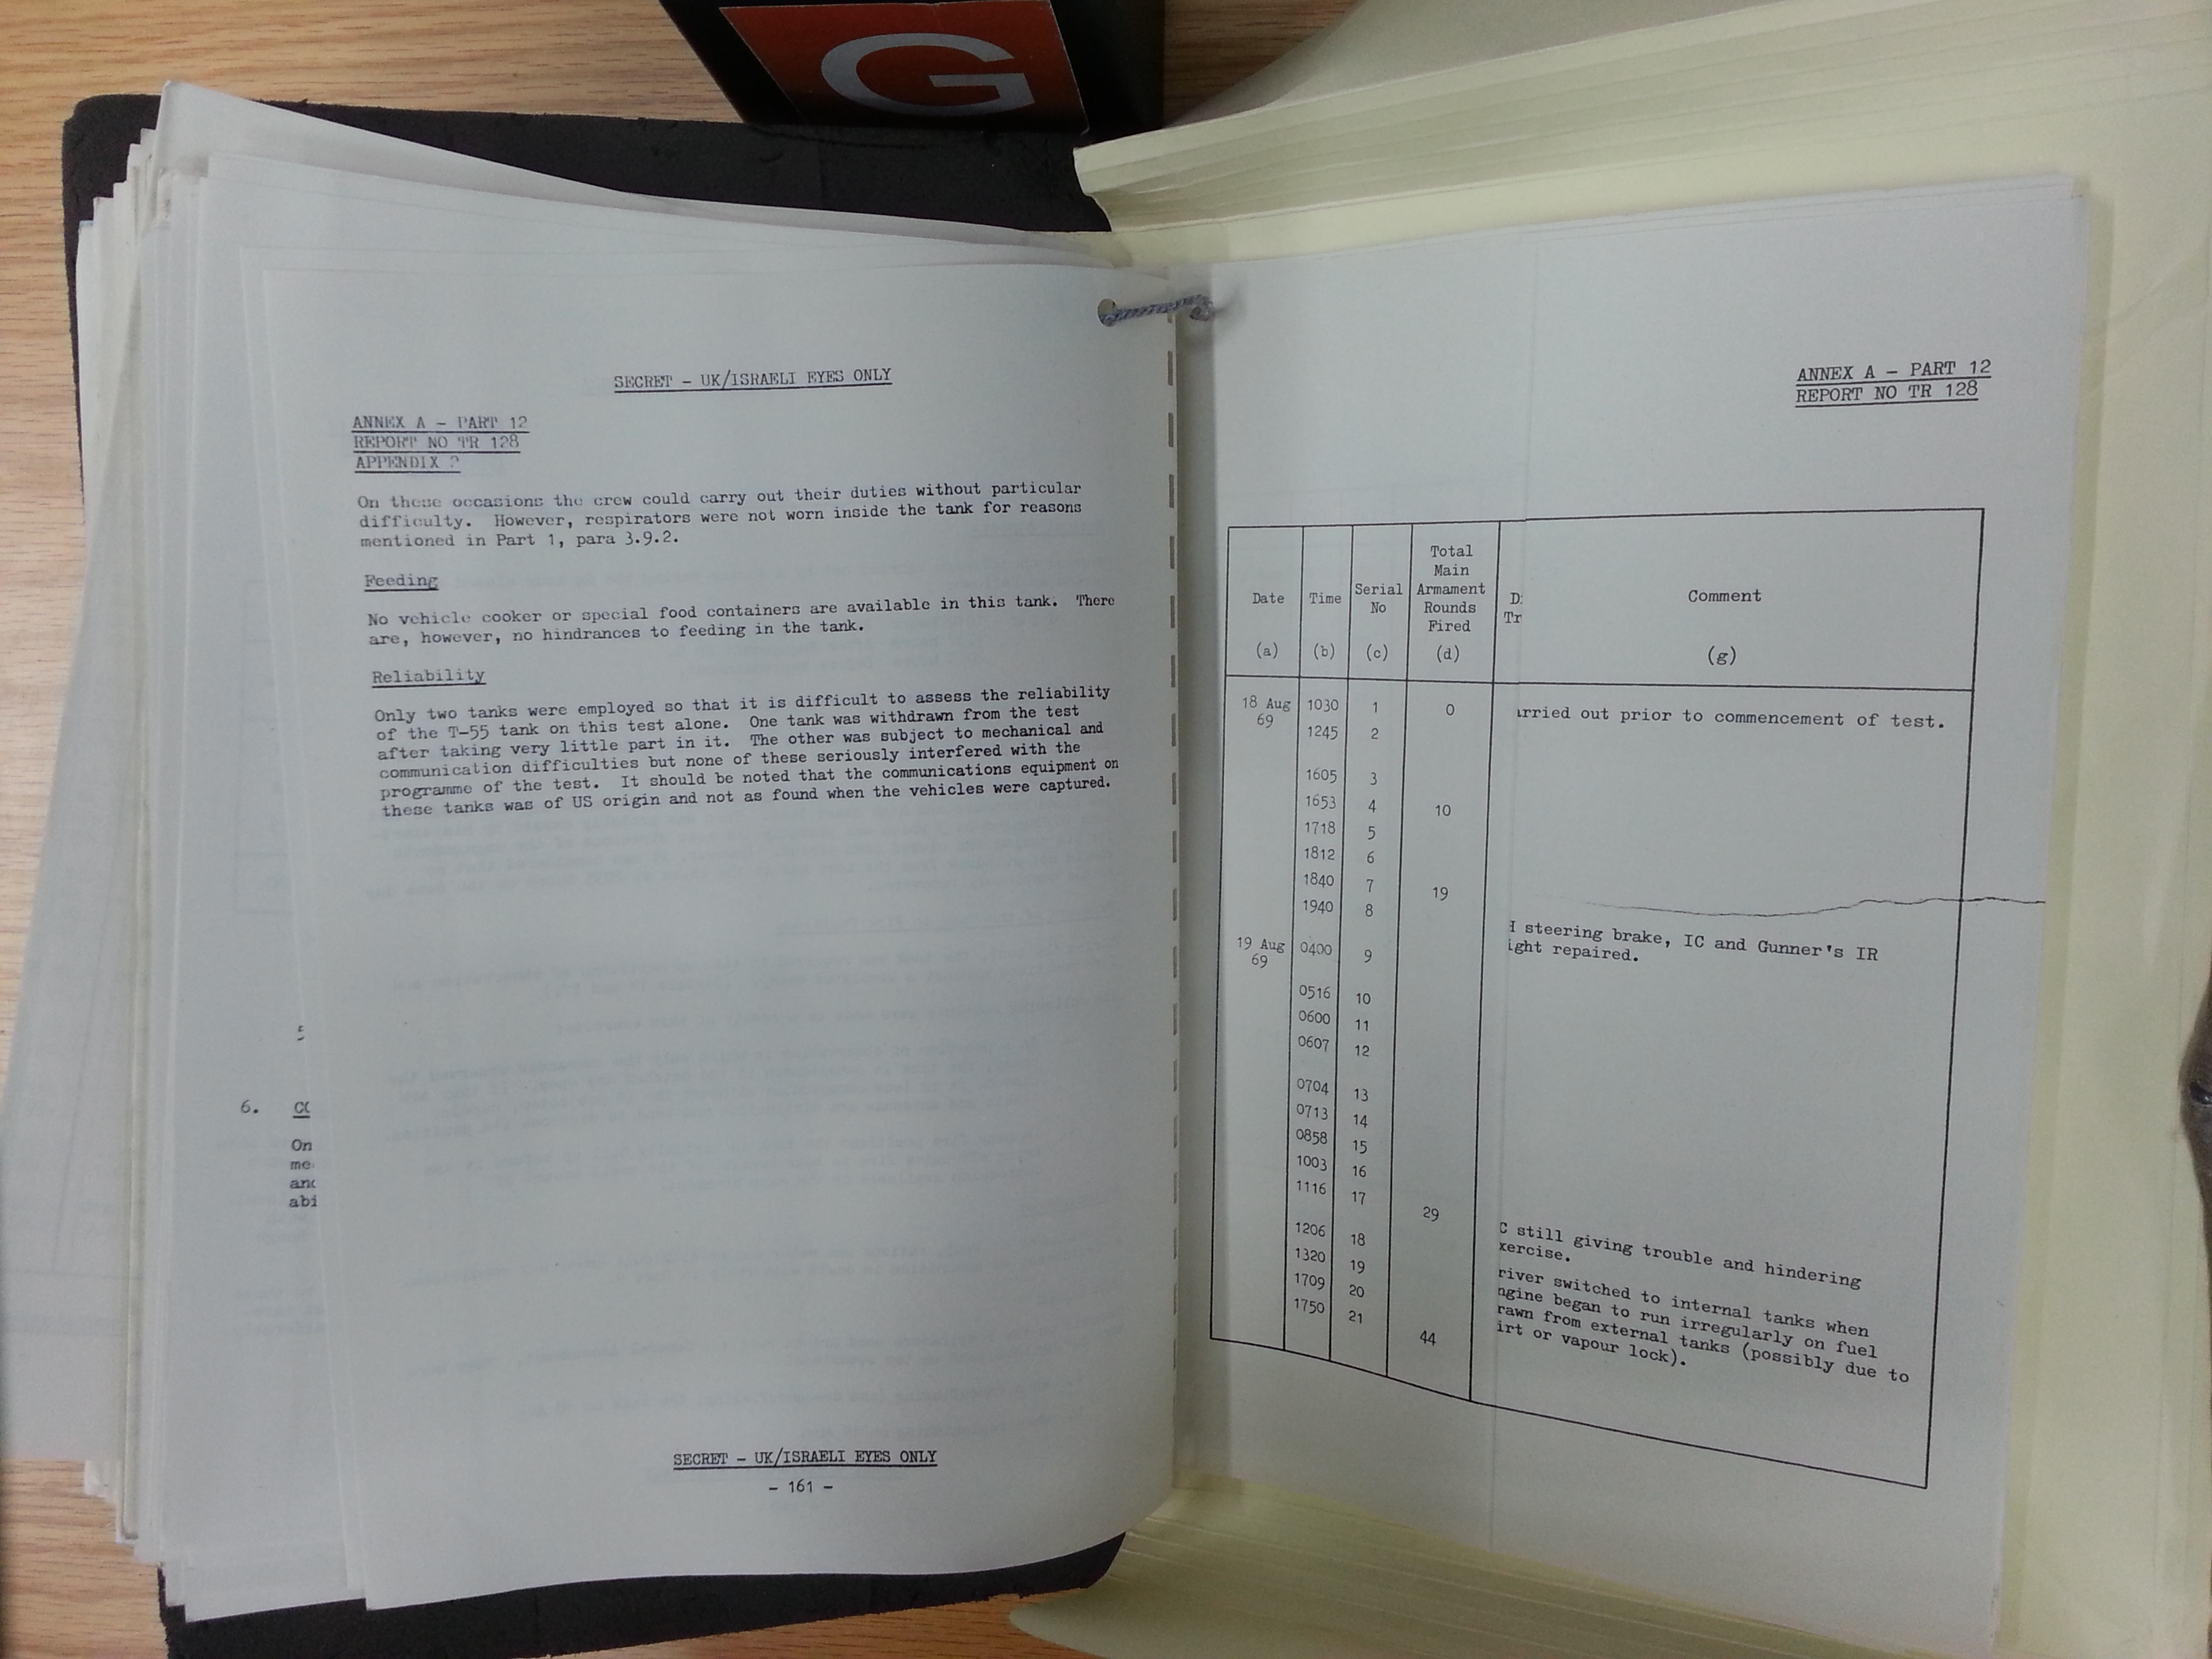 G
SECRET - UK/ISRAELI EYES ONLY
ANNEX A - PART 12
REPORT NO TR 128
APPENDIX
On these occasions the crew could carry out their duties without particular
difficulty. However, respirators were not worn inside the tank for reasons
mentioned in Part 1, para 3.9.2.
Feeding
No vehicle cooker or special food containers are available in this tank. There
are, however, no hindrances to feeding in the tank.
Reliability
Only two tanks were employed so that it is difficult to assess the reliability
of the T-55 tank on this test alone. One tank was withdrawn from the test
after taking very little part in it. The other was subject to mechanical and
communication difficulties but none of these seriously interfered with the
programme of the test. It should be noted that the communications equipment on
these tanks was of US origin and not as found when the vehicles were captured.
6.
On
me
and
abi
SECRET - UK/ISRAELI EYES ONLY
- 161 -
ANNEX A - PART 12
REPORT NO TR 128
Date Time Serial No Total Main Armament Rounds Fired D Tr Comment
(a) (b) (c) (d) (g)
18 Aug 69 1030 1 0 arried out prior to commencement of test.
1245 2
1605 3
1653 4 10
1718 5
1812 6
1840 7 19
1940 8
19 Aug 69 0400 9 steering brake, IC and Gunner's IR
ight repaired.
0516 10
0600 11
0607 12
0704 13
0713 14
0858 15
1003 16
1116 17 29
1206 18 C still giving trouble and hindering
xercise.
1320 19
1709 20 river switched to internal tanks when
ngine began to run irregularly on fuel
1750 21 44 rawn from external tanks (possibly due to
irt or vapour lock).